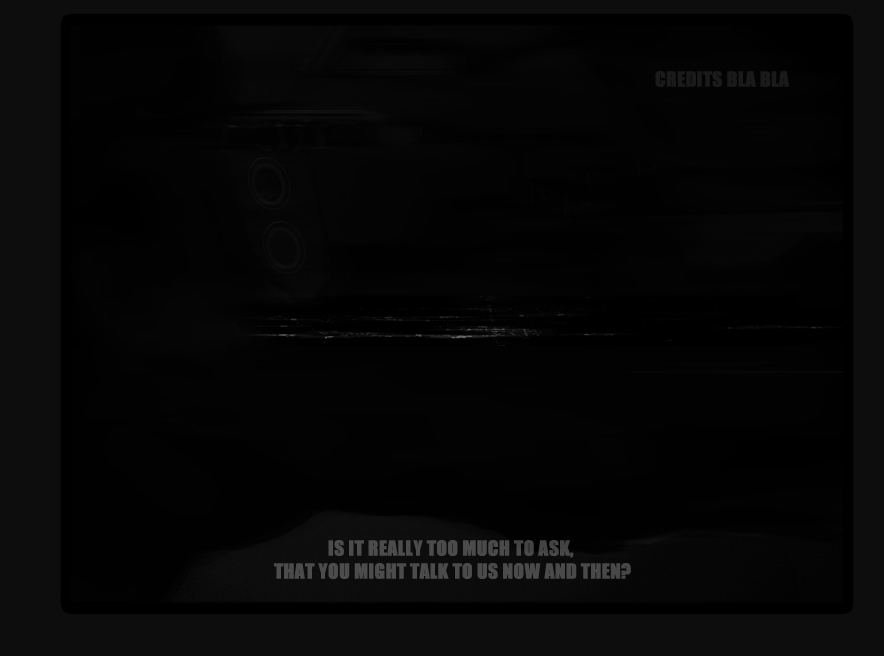 CREDITS BLA BLA
IS IT REALLY TOO MUCH TO ASK,
THAT YOU MIGHT TALK TO US NOW AND THEN?